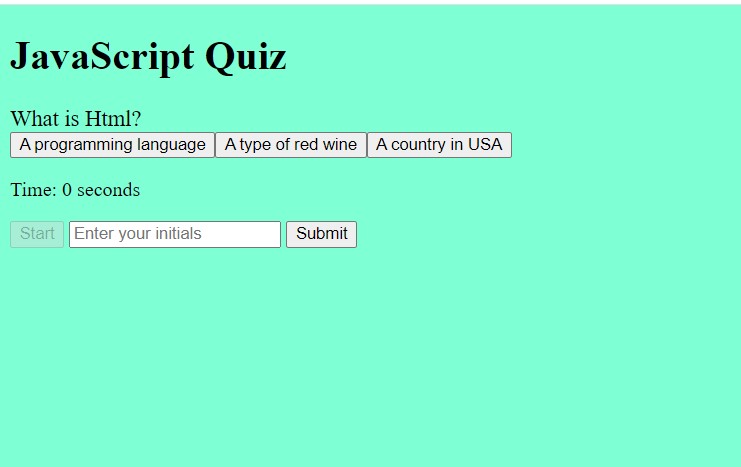 JavaScript Quiz
What is Html?
A programming language A type of red wine A country in USA
Time: 0 seconds
Start Enter your initials Submit